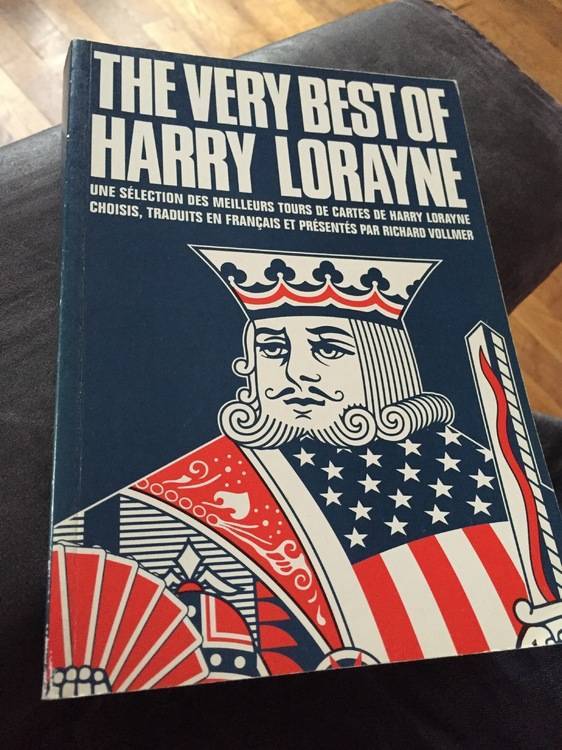 THE VERY BEST OF
HARRY LORAYNE
UNE SÉLECTION DES MEILLEURS TOURS DE CARTES DE HARRY LORAYNE
CHOISIS, TRADUITS EN FRANÇAIS ET PRÉSENTÉS PAR RICHARD VOLLMER